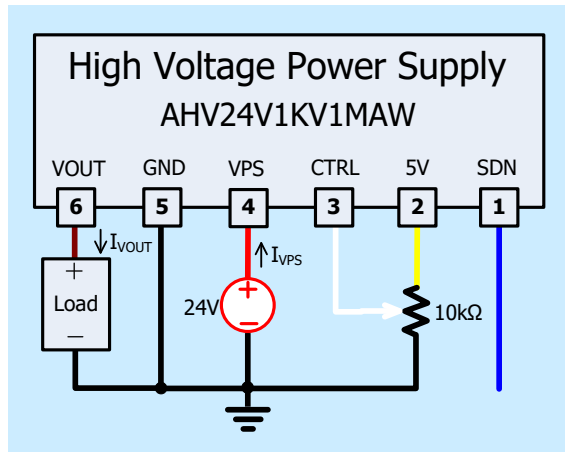 High Voltage Power Supply
AHV24V1KV1MAW
VOUT GND VPS CTRL 5V SDN
6 5 4 3 2 1
+ IVOUT IVPS
Load 24V + 10kΩ
− −